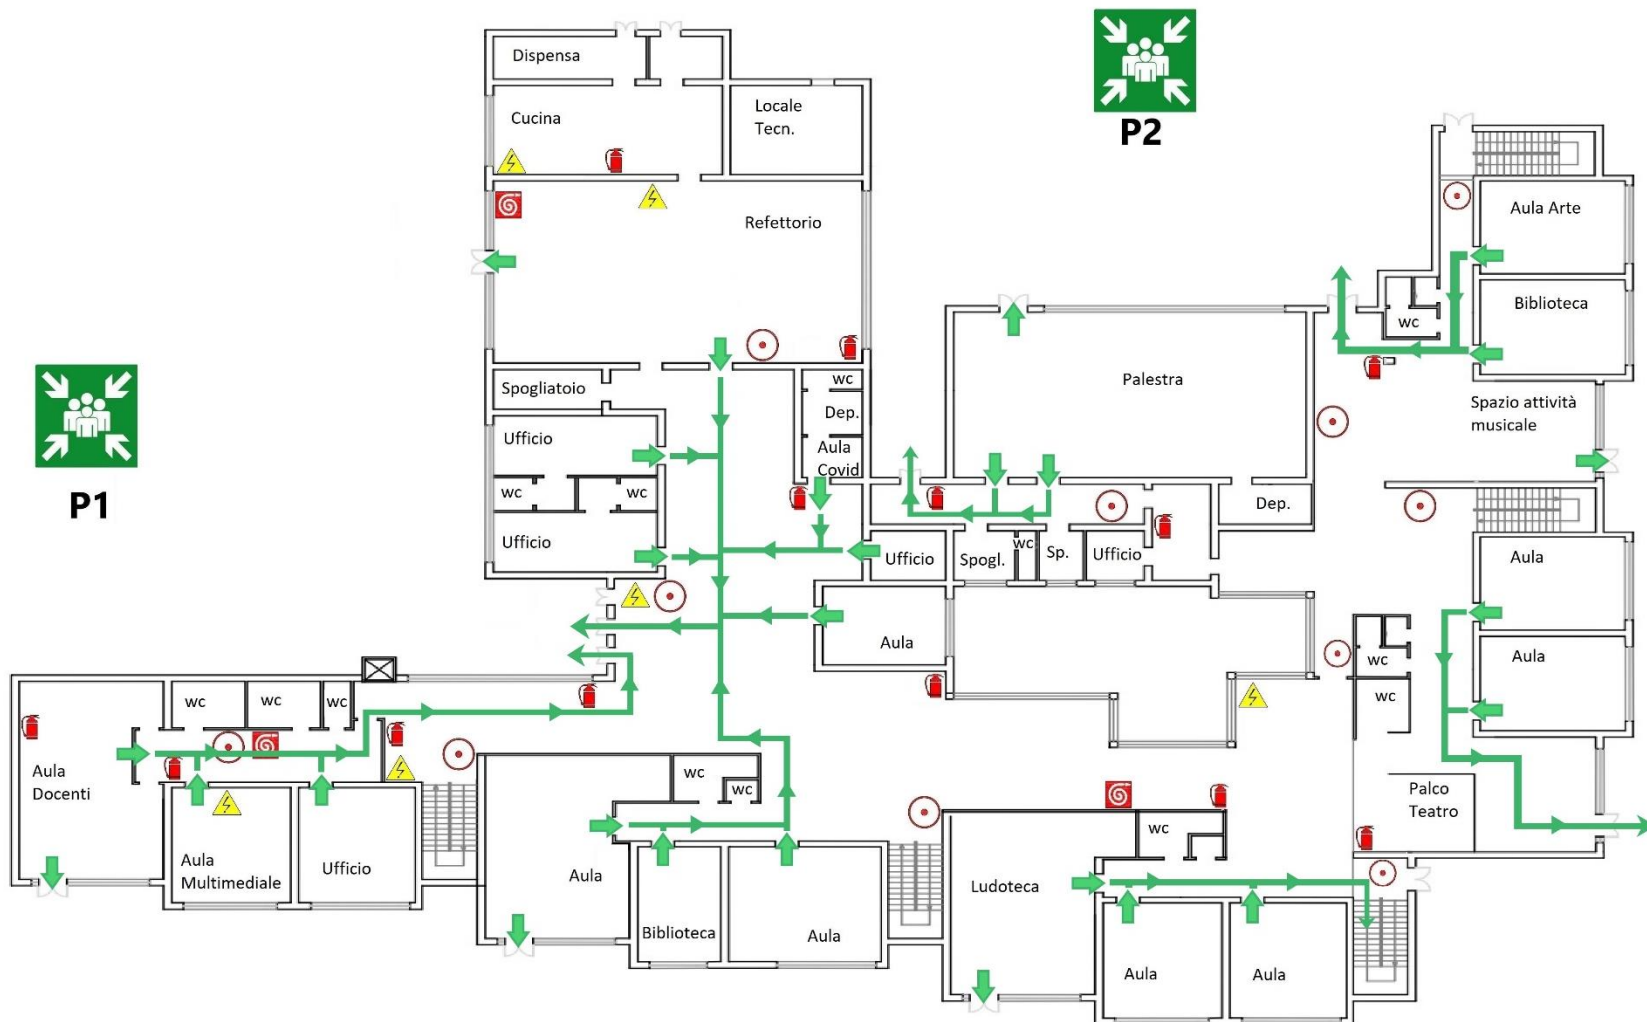 P2
Dispensa
Cucina
Locale
Tecn.
Refettorio
Aula Arte
Biblioteca
wc
Palestra
Spazio attività
musicale
P1
Spogliatoio
wc
Dep.
Aula
Covid
Ufficio
wc
wc
Ufficio
Dep.
Ufficio
Spogl.
wc
Sp.
Ufficio
Aula
Aula
Aula
wc
wc
wc
wc
wc
Aula
Docenti
Aula
Multimediale
Ufficio
wc
wc
Aula
Biblioteca
Aula
Palco
Teatro
wc
Ludoteca
Aula
Aula